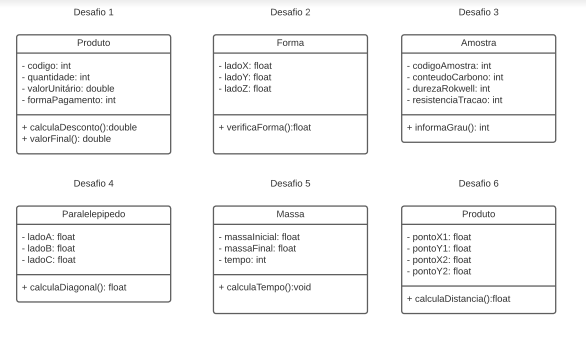 Desafio 1
Produto
- codigo: int
- quantidade: int
- valorUnitário: double
- formaPagamento: int
+ calculaDesconto():double
+ valorFinal(): double
Desafio 2
Forma
- ladoX: float
- ladoY: float
- ladoZ: float
+ verificaForma():float
Desafio 3
Amostra
- codigoAmostra: int
- conteudoCarbono: int
- durezaRokwell: int
- resistenciaTracao: int
+ informaGrau(): int
Desafio 4
Paralelepipedo
- ladoA: float
- ladoB: float
- ladoC: float
+ calculaDiagonal(): float
Desafio 5
Massa
- massaInicial: float
- massaFinal: float
- tempo: int
+ calculaTempo():void
Desafio 6
Produto
- pontoX1: float
- pontoY1: float
- pontoX2: float
- pontoY2: float
+ calculaDistancia():float